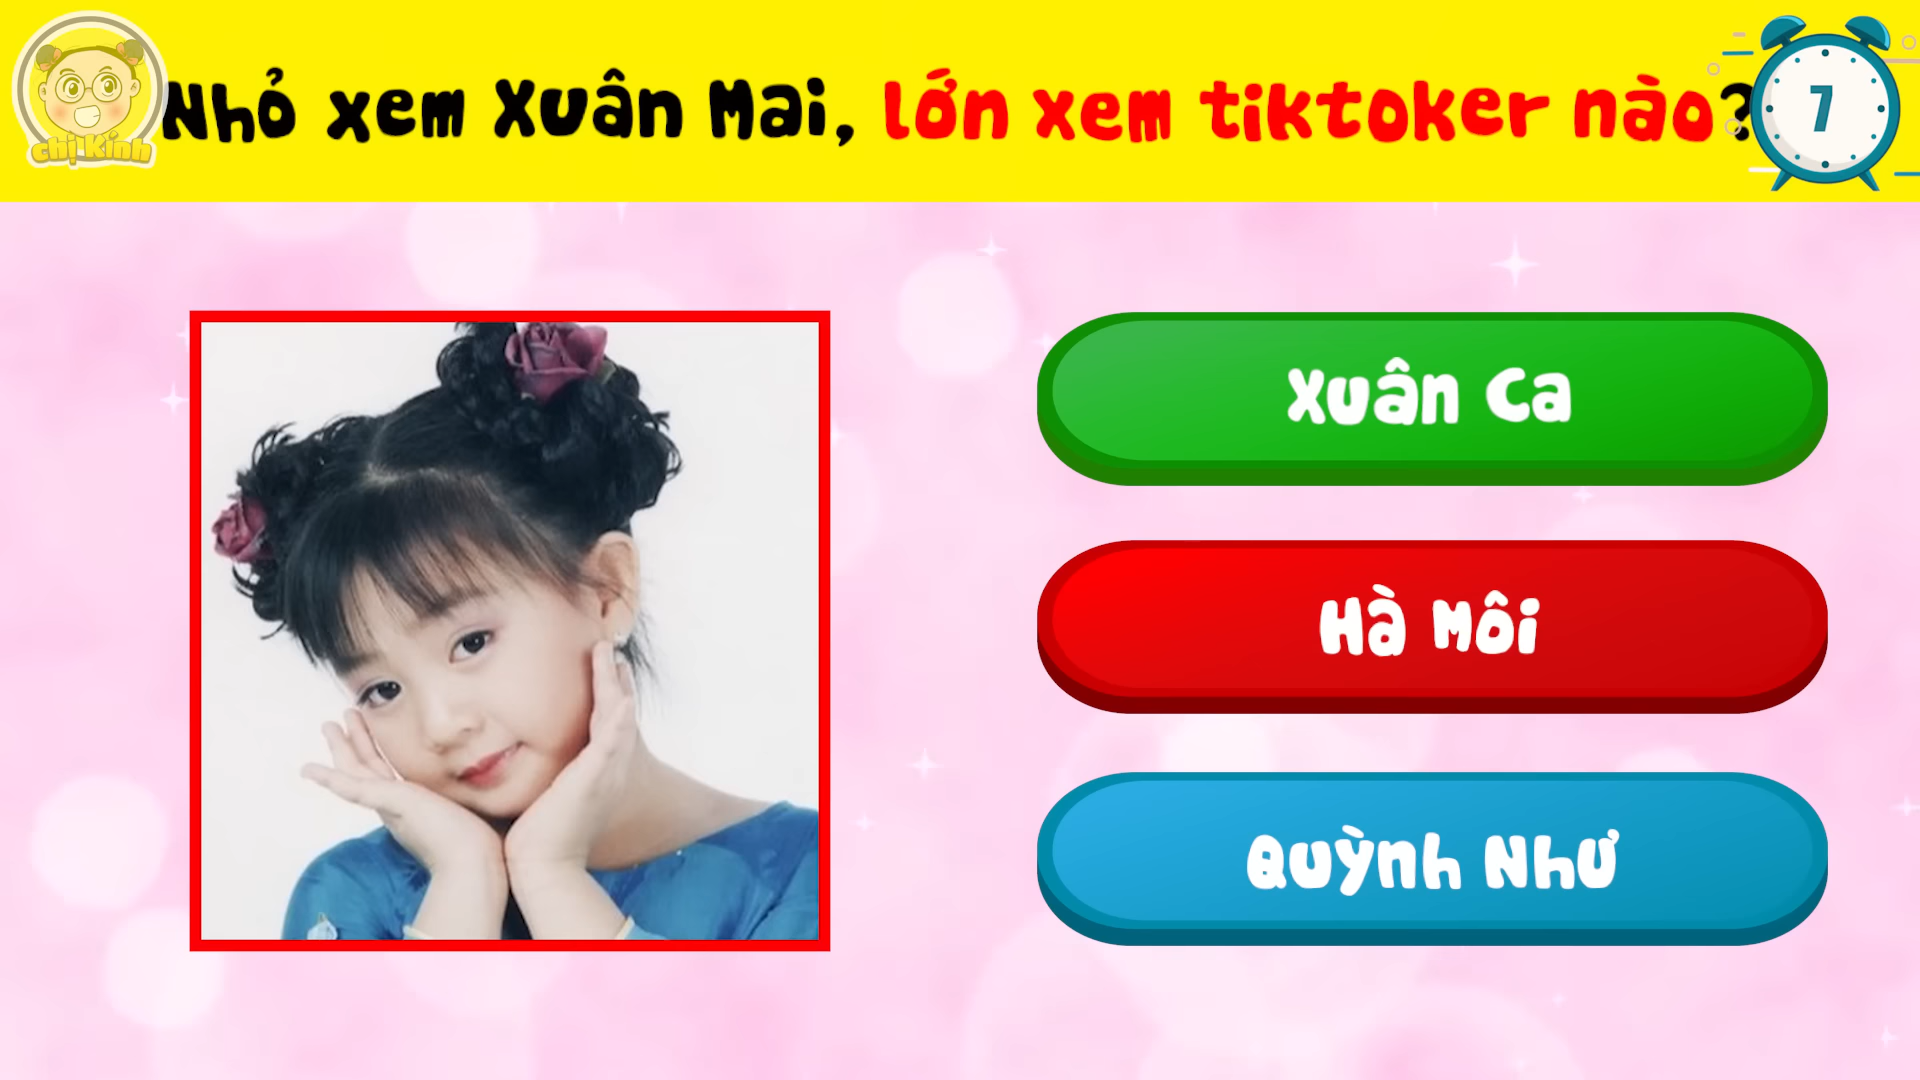 Nhỏ xem Xuân Mai, lớn xem tiktoker nào?
7
chị Kính
Xuân Ca
Hà Môi
Quỳnh Như